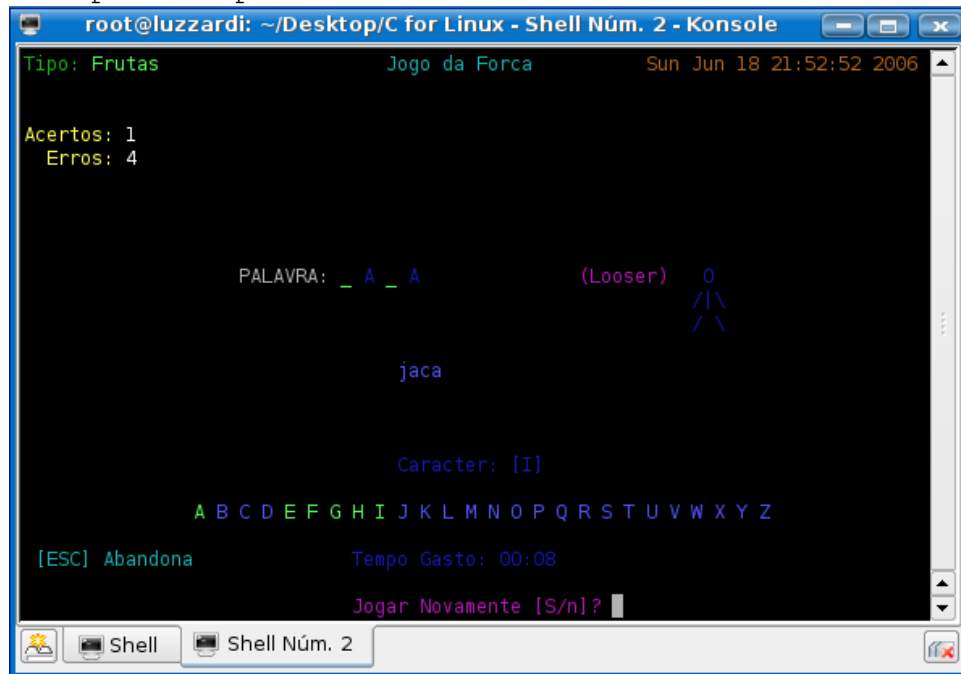 root@luzzardi: ~/Desktop/C for Linux - Shell Núm. 2 - Konsole
Tipo: Frutas Jogo da Forca Sun Jun 18 21:52:52 2006
Acertos: 1
Erros: 4
PALAVRA: _ A _ A (Looser) O
/|\
/ \
jaca
Caracter: [I]
A B C D E F G H I J K L M N O P Q R S T U V W X Y Z
[ESC] Abandona Tempo Gasto: 00:08
Jogar Novamente [S/n]?
Shell Shell Núm. 2